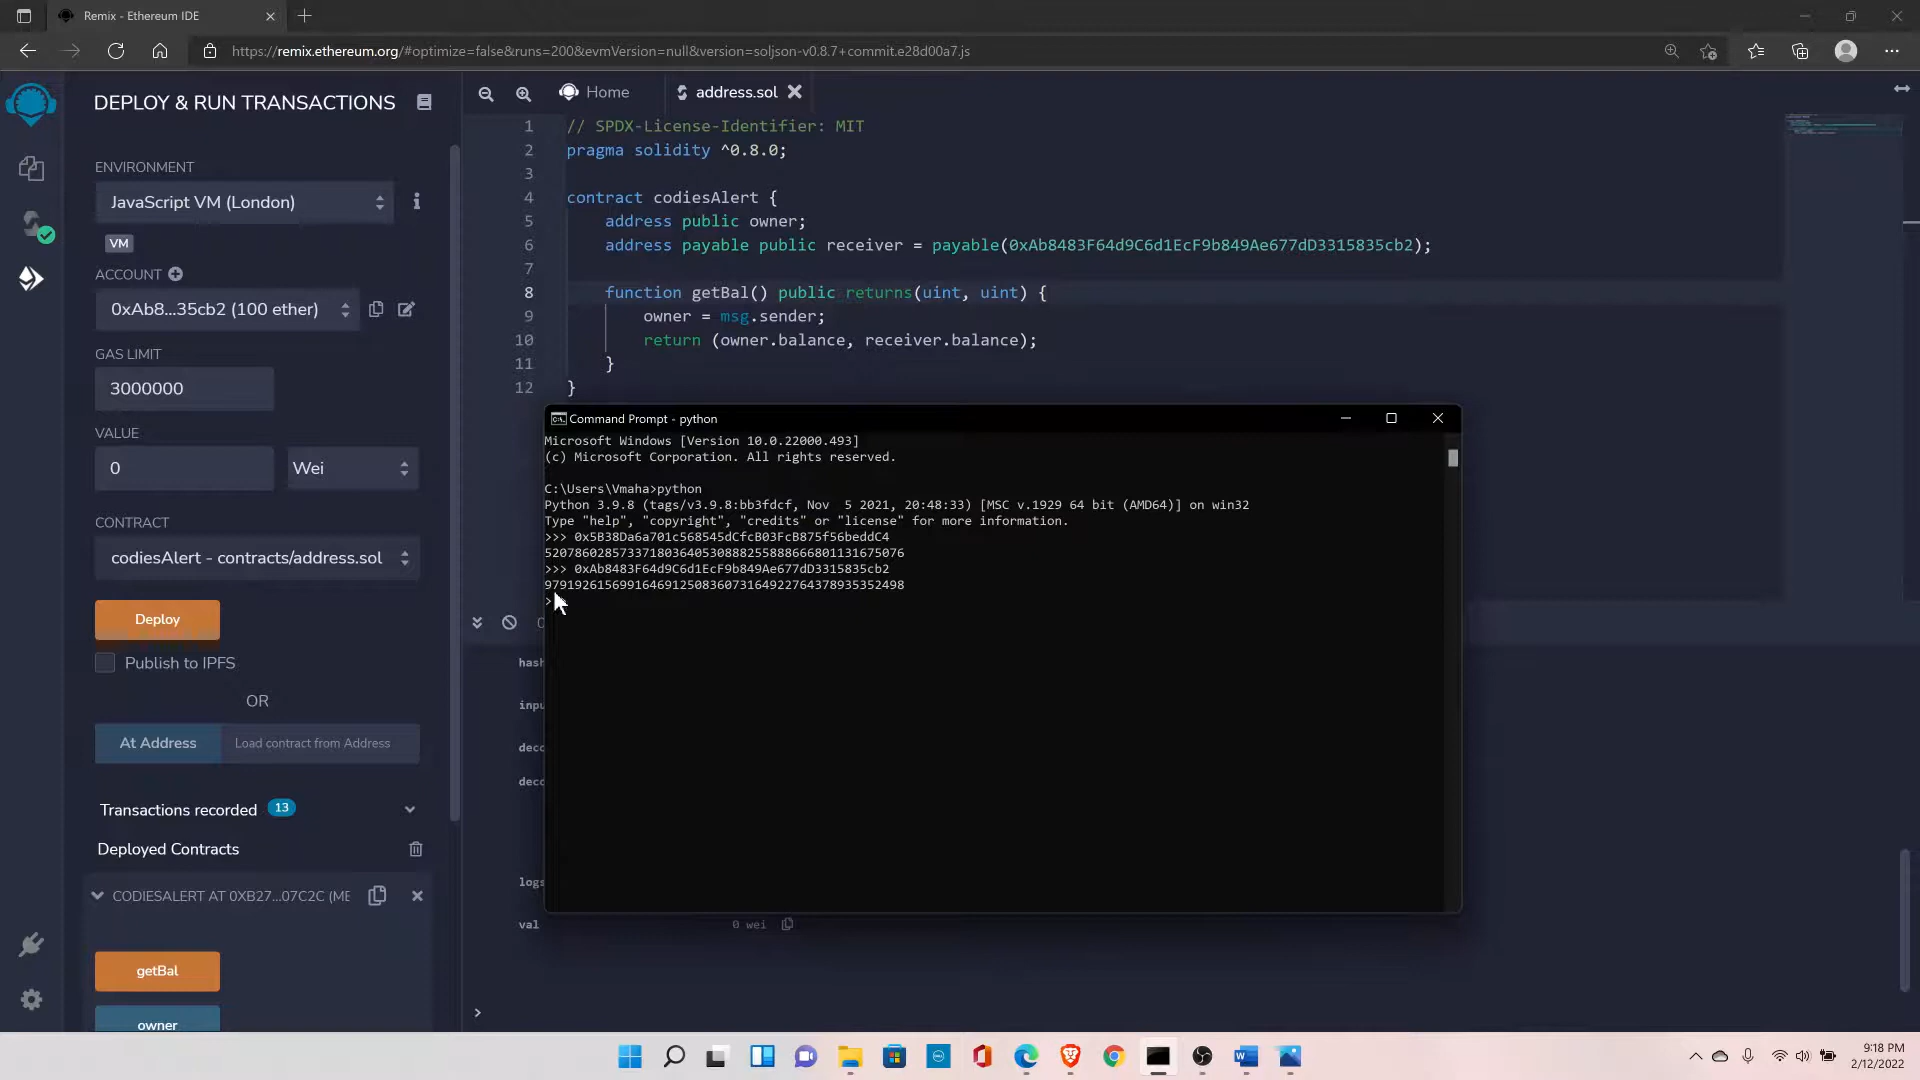 Remix - Ethereum IDE
https://remix.ethereum.org/#optimize=false&runs=200&evmVersion=null&version=soljson-v0.8.7+commit.e28d00a7.js
DEPLOY & RUN TRANSACTIONS
ENVIRONMENT
JavaScript VM (London)
VM
ACCOUNT
0xAb8...35cb2 (100 ether)
GAS LIMIT
3000000
VALUE
0
Wei
CONTRACT
codiesAlert - contracts/address.sol
Deploy
Publish to IPFS
OR
At Address
Load contract from Address
Transactions recorded 13
Deployed Contracts
CODIESALERT AT 0XB27...07C2C (ME
getBal
owner
Home
address.sol
1 // SPDX-License-Identifier: MIT
2 pragma solidity ^0.8.0;
3
4 contract codiesAlert {
5 address public owner;
6 address payable public receiver = payable(0xAb8483F64d9C6d1EcF9b849Ae677dD3315835cb2);
7
8 function getBal() public returns(uint, uint) {
9 owner = msg.sender;
10 return (owner.balance, receiver.balance);
11 }
12 }
Command Prompt - python
Microsoft Windows [Version 10.0.22000.493]
(c) Microsoft Corporation. All rights reserved.
C:\Users\Vmaha>python
Python 3.9.8 (tags/v3.9.8:bb3fdcf, Nov  5 2021, 20:48:33) [MSC v.1929 64 bit (AMD64)] on win32
Type "help", "copyright", "credits" or "license" for more information.
>>> 0x5B38Da6a701c568545dCfcB03FcB875f56beddC4
520786028573371803640530888255888666801131675076
>>> 0xAb8483F64d9C6d1EcF9b849Ae677dD3315835cb2
979192615699164691250836073164922764378935352498
>
0
hash
inpu
deco
deco
logs
val
0 wei
>
9:18 PM
2/12/2022